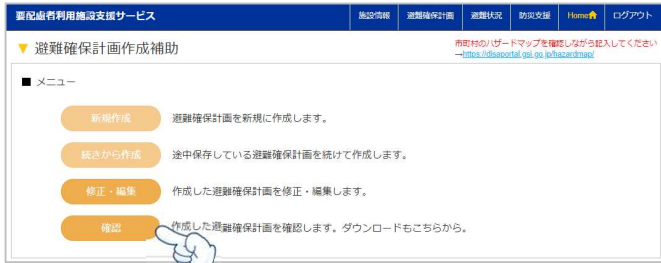 要配慮者利用施設支援サービス
施設情報 避難確保計画 避難状況 防災支援 Home ログアウト
▼ 避難確保計画作成補助
市町村のハザードマップを確認しながら記入してください
→https://disaportal.gsi.go.jp/hazardmap/
■ メニュー
新規作成 避難確保計画を新規に作成します。
続きから作成 途中保存している避難確保計画を続けて作成します。
修正・編集 作成した避難確保計画を修正・編集します。
確認 作成した避難確保計画を確認します。ダウンロードもこちらから。